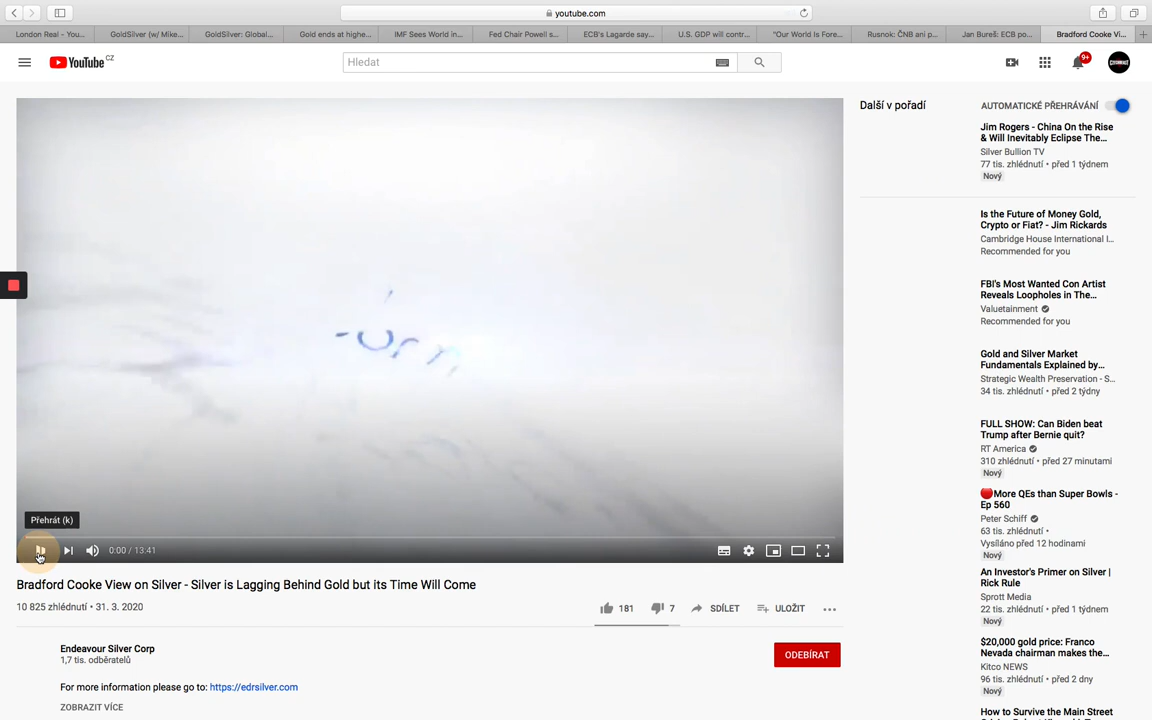 youtube.com
London Real - You...
GoldSilver (w/ Mike...
GoldSilver: Global...
Gold ends at highe...
IMF Sees World in...
Fed Chair Powell s...
ECB's Lagarde say...
U.S. GDP will contr...
"Our World Is Fore...
Rusnok: ČNB ani p...
Jan Bureš: ECB po...
Bradford Cooke Vi...
YouTube CZ
Hledat
9+
Další v pořadí
AUTOMATICKÉ PŘEHRÁVÁNÍ
Jim Rogers - China On the Rise
& Will Inevitably Eclipse The...
Silver Bullion TV
77 tis. zhlédnutí • před 1 týdnem
Nový
Is the Future of Money Gold,
Crypto or Fiat? - Jim Rickards
Cambridge House International I...
Recommended for you
FBI's Most Wanted Con Artist
Reveals Loopholes in The...
Valuetainment
Recommended for you
Gold and Silver Market
Fundamentals Explained by...
Strategic Wealth Preservation - S...
34 tis. zhlédnutí • před 2 týdny
FULL SHOW: Can Biden beat
Trump after Bernie quit?
RT America
310 zhlédnutí • před 27 minutami
Nový
More QEs than Super Bowls -
Ep 560
Peter Schiff
63 tis. zhlédnutí •
Vysíláno před 12 hodinami
Nový
An Investor's Primer on Silver |
Rick Rule
Sprott Media
22 tis. zhlédnutí • před 1 týdnem
Nový
$20,000 gold price: Franco
Nevada chairman makes the...
Kitco NEWS
96 tis. zhlédnutí • před 2 dny
Nový
How to Survive the Main Street
Přehrát (k)
0:00 / 13:41
Bradford Cooke View on Silver - Silver is Lagging Behind Gold but its Time Will Come
10 825 zhlédnutí • 31. 3. 2020
181
7
SDÍLET
ULOŽIT
Endeavour Silver Corp
1,7 tis. odběratelů
ODEBÍRAT
For more information please go to: https://edrsilver.com
ZOBRAZIT VÍCE